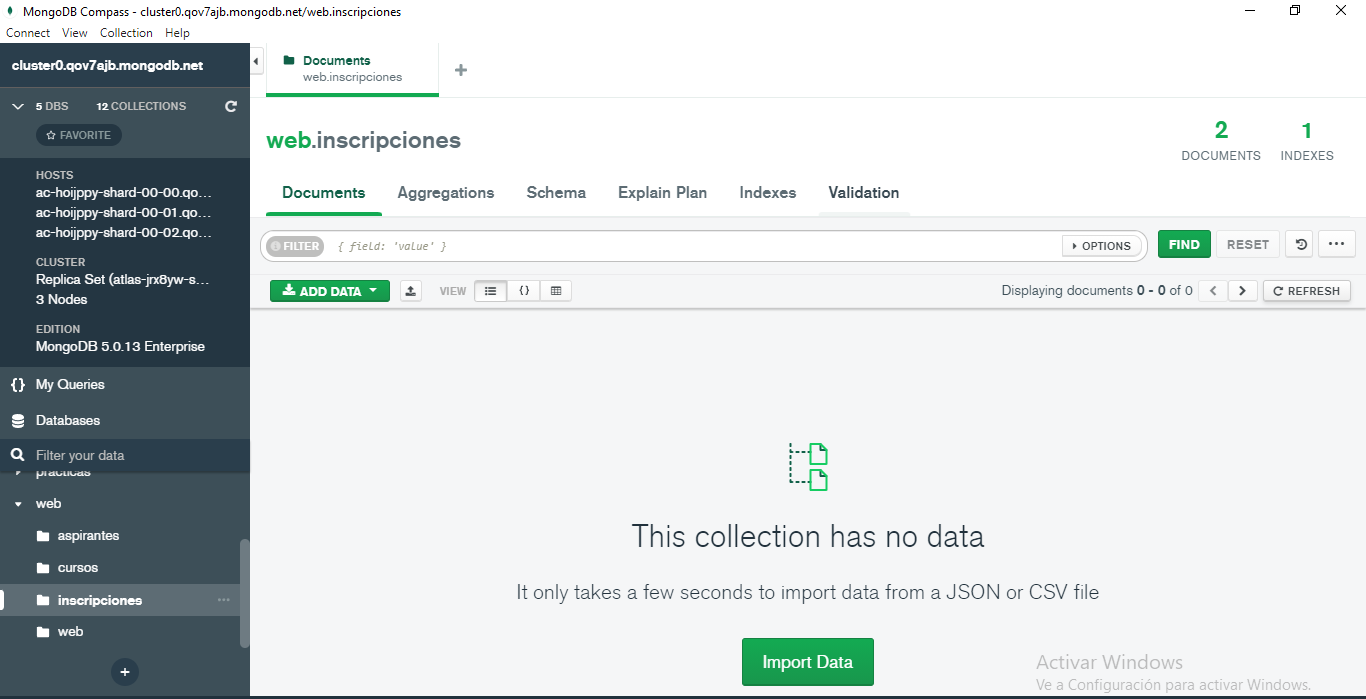 MongoDB Compass - cluster0.qov7ajb.mongodb.net/web.inscripciones
Connect View Collection Help
cluster0.qov7ajb.mongodb.net
5 DBS 12 COLLECTIONS
FAVORITE
HOSTS
ac-hoijppy-shard-00-00.qo...
ac-hoijppy-shard-00-01.qo...
ac-hoijppy-shard-00-02.qo...
CLUSTER
Replica Set (atlas-jrx8yw-s...
3 Nodes
EDITION
MongoDB 5.0.13 Enterprise
{} My Queries
Databases
Filter your data
practicas
web
aspirantes
cursos
inscripciones ...
web
+
Documents
web.inscripciones
+
web.inscripciones
2
DOCUMENTS
1
INDEXES
Documents Aggregations Schema Explain Plan Indexes Validation
FILTER { field: 'value' } OPTIONS FIND RESET ...
ADD DATA VIEW {} Displaying documents 0 - 0 of 0 < > REFRESH
This collection has no data
It only takes a few seconds to import data from a JSON or CSV file
Import Data
Activar Windows
Ve a Configuración para activar Windows.